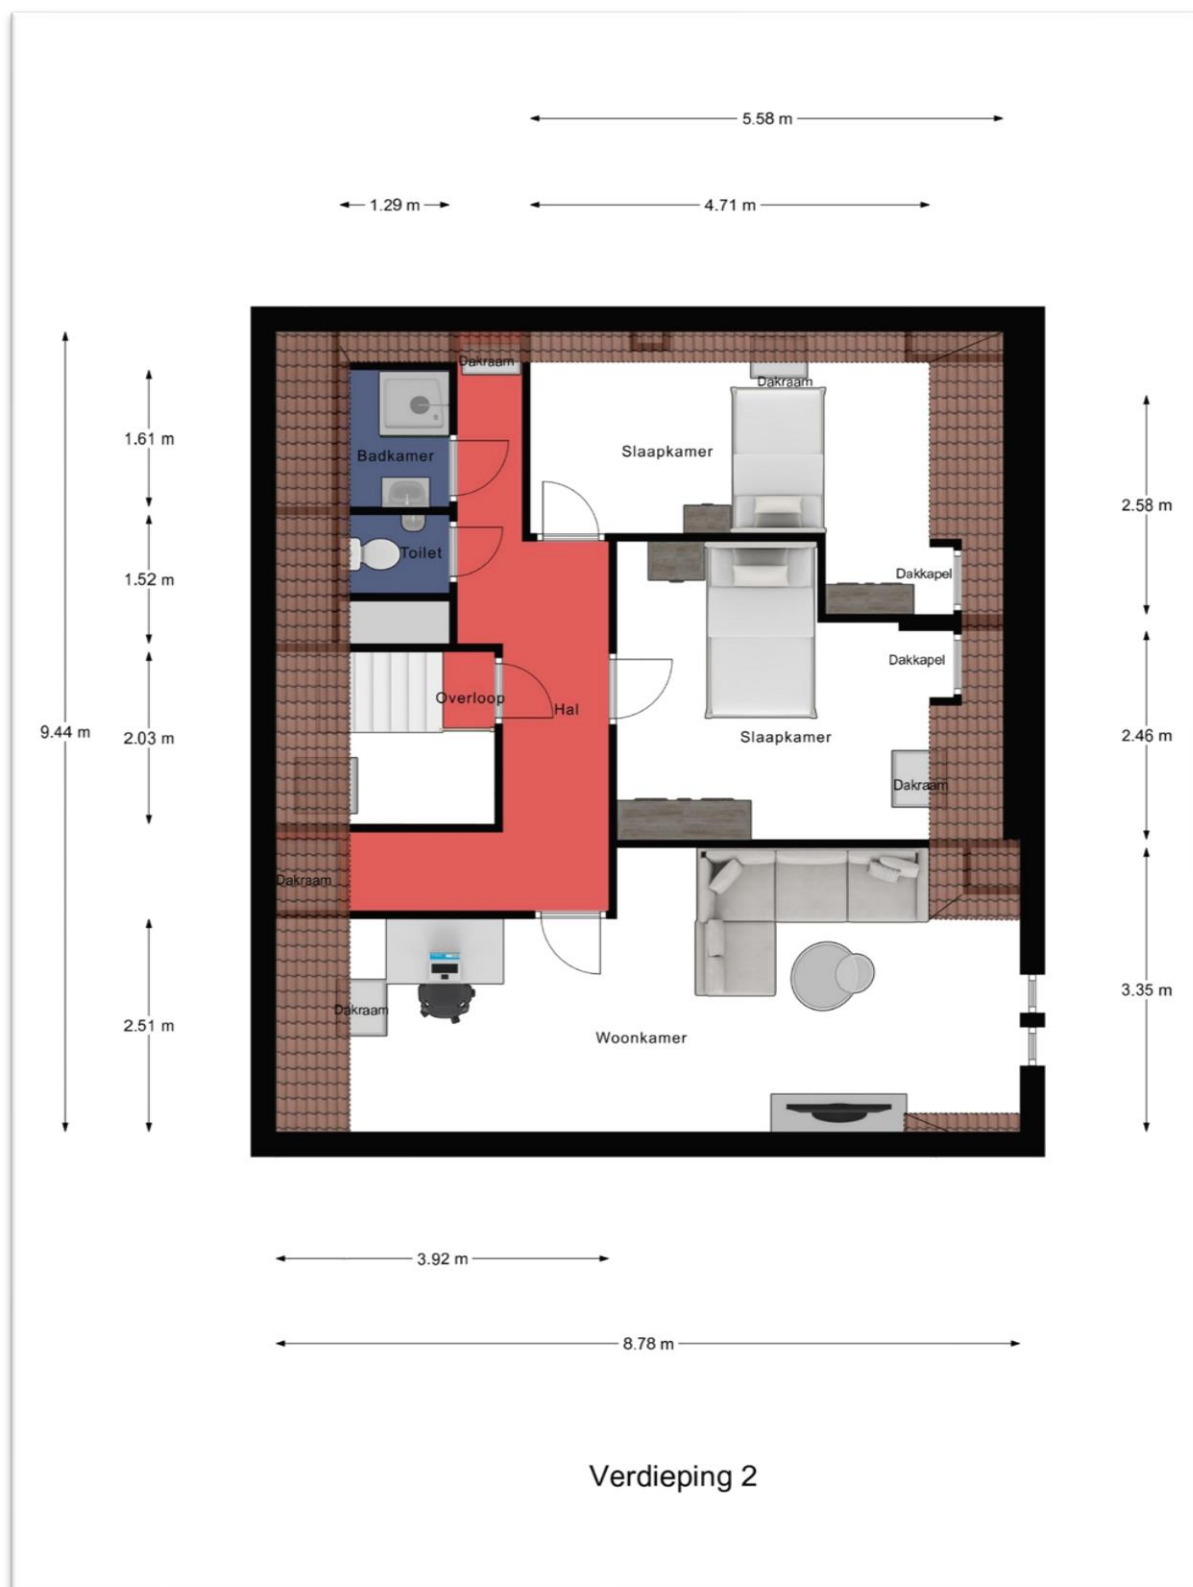 5.58 m
1.29 m
4.71 m
Dakraam
Dakraam
1.61 m
Badkamer
Slaapkamer
2.58 m
Toilet
Dakkapel
1.52 m
Dakkapel
Overloop
Hal
9.44 m
2.03 m
Slaapkamer
2.46 m
Dakraam
Dakraam
3.35 m
Dakraam
2.51 m
Woonkamer
3.92 m
8.78 m
Verdieping 2